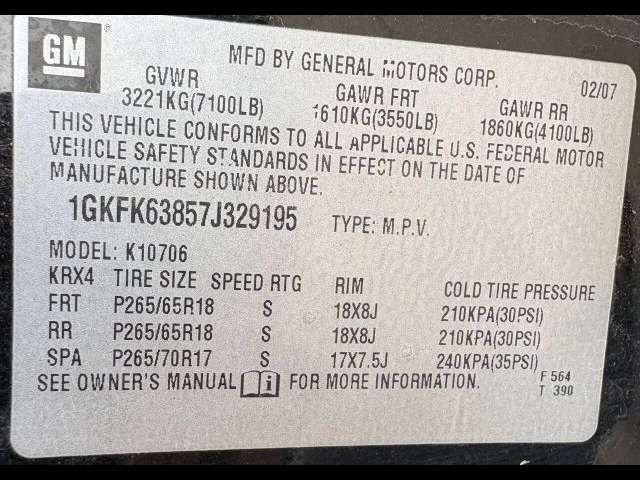 GM
MFD BY GENERAL MOTORS CORP. 02/07
GVWR GAWR FRT GAWR RR
3221KG(7100LB) 1610KG(3550LB) 1860KG(4100LB)
THIS VEHICLE CONFORMS TO ALL APPLICABLE U.S. FEDERAL MOTOR
VEHICLE SAFETY STANDARDS IN EFFECT ON THE DATE OF
MANUFACTURE SHOWN ABOVE.
1GKFK63857J329195 TYPE: M.P.V.
MODEL: K10706
KRX4 TIRE SIZE SPEED RTG RIM COLD TIRE PRESSURE
FRT P265/65R18 S 18X8J 210KPA(30PSI)
RR P265/65R18 S 18X8J 210KPA(30PSI)
SPA P265/70R17 S 17X7.5J 240KPA(35PSI)
SEE OWNER'S MANUAL i FOR MORE INFORMATION. F 564
T 390